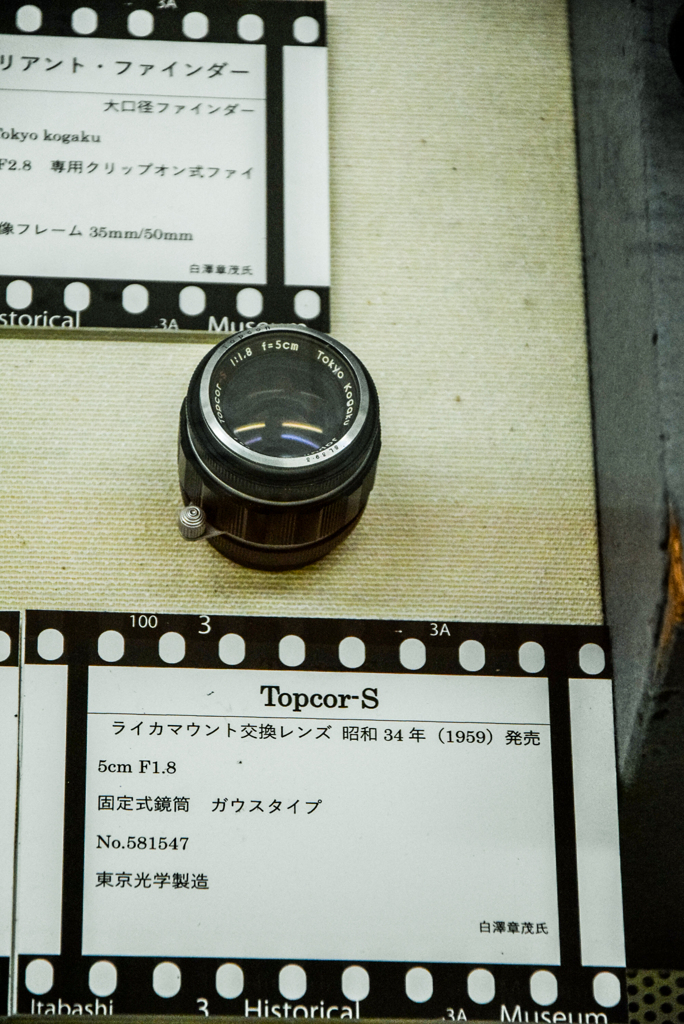 3A
リアント・ファインダー
大口径ファインダー
Tokyo kogaku
F2.8 専用クリップオン式ファイ
像フレーム 35mm/50mm
白澤章茂氏
storical 3A Museum
1:1.8 f=5cm Tokyo Kogaku
Topcor
100 3 3A
Topcor-S
ライカマウント交換レンズ 昭和34年（1959）発売
5cm F1.8
固定式鏡筒 ガウスタイプ
No.581547
東京光学製造
白澤章茂氏
Itabashi 3 Historical 3A Museum